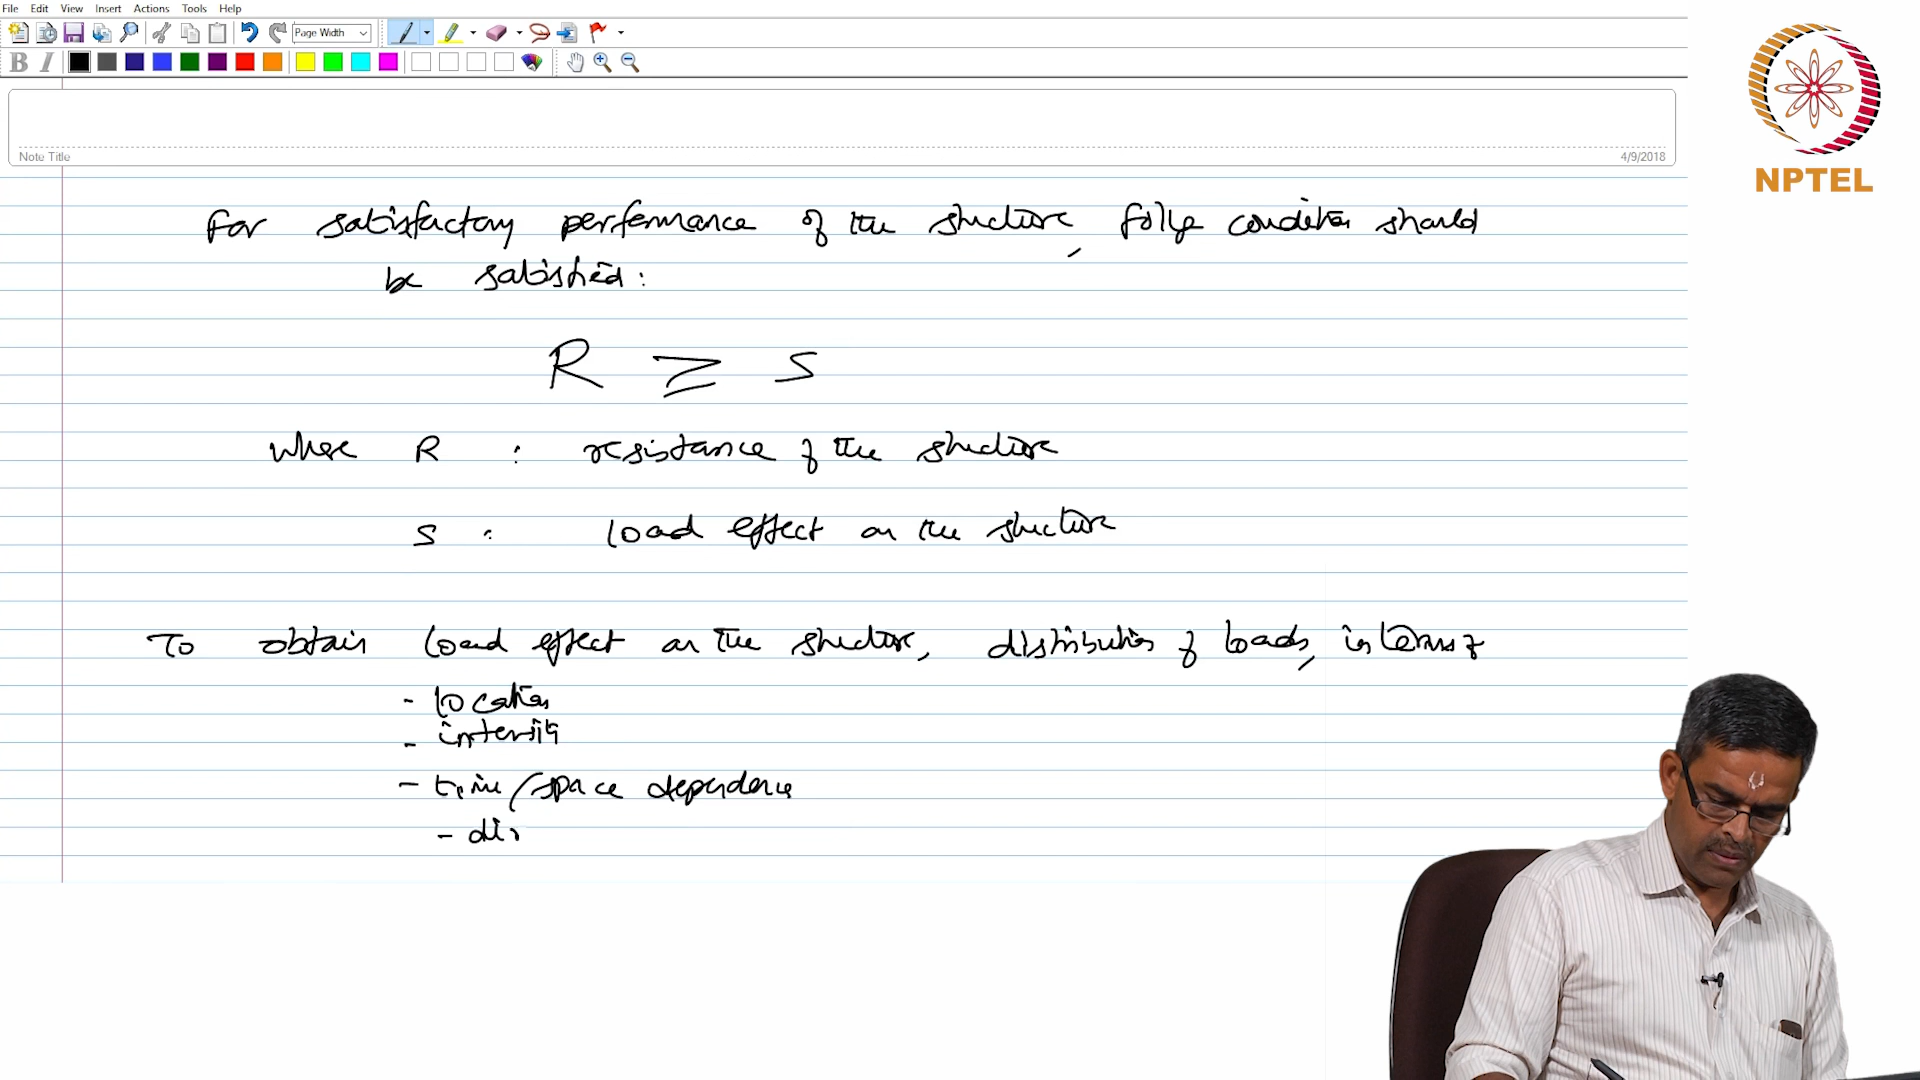 File Edit View Insert Actions Tools Help
Page Width
B I
Note Title
4/9/2018
NPTEL
For satisfactory performance of the structure, follg condition should
be satisfied:
R ≥ S
where R : resistance of the structure
S : load effect on the structure
To obtain load effect on the structure, distribution of loads, in terms of
- location
- intensity
- time/space dependence
- dir